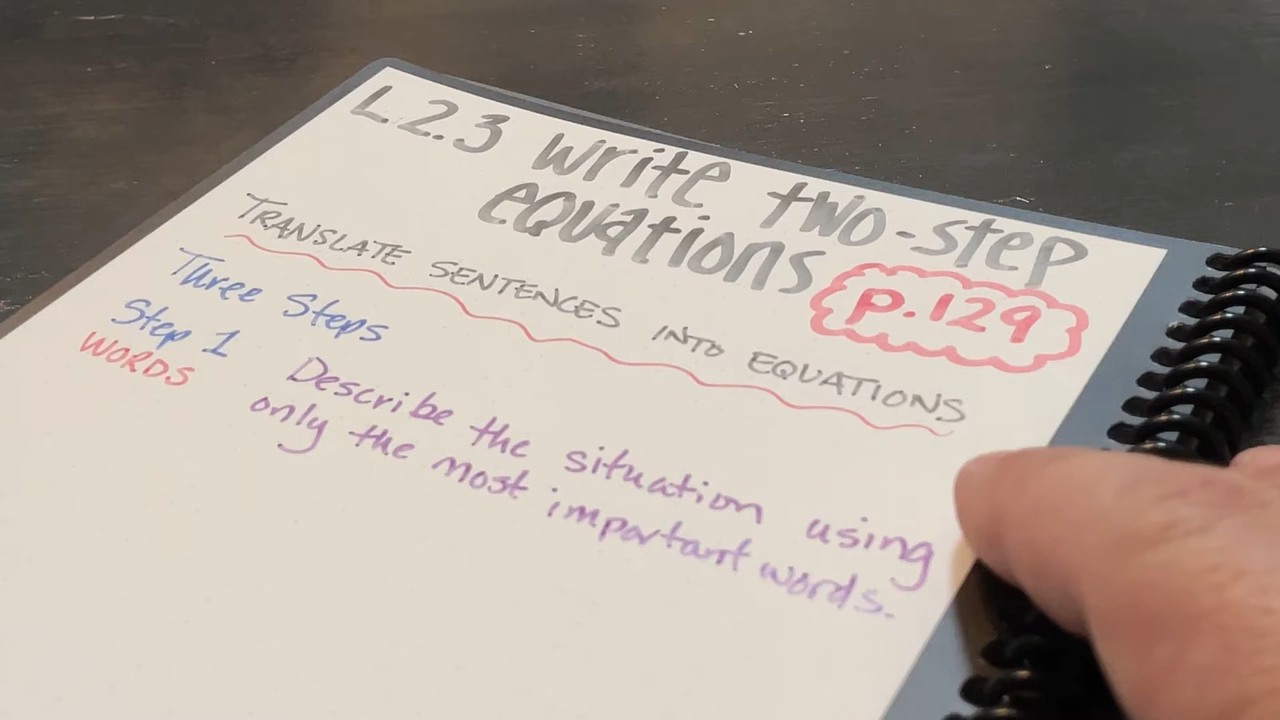 L.2.3 write two-step
equations
p.129
TRANSLATE SENTENCES INTO EQUATIONS
Three Steps
Step 1
WORDS
Describe the situation using
only the most important words.